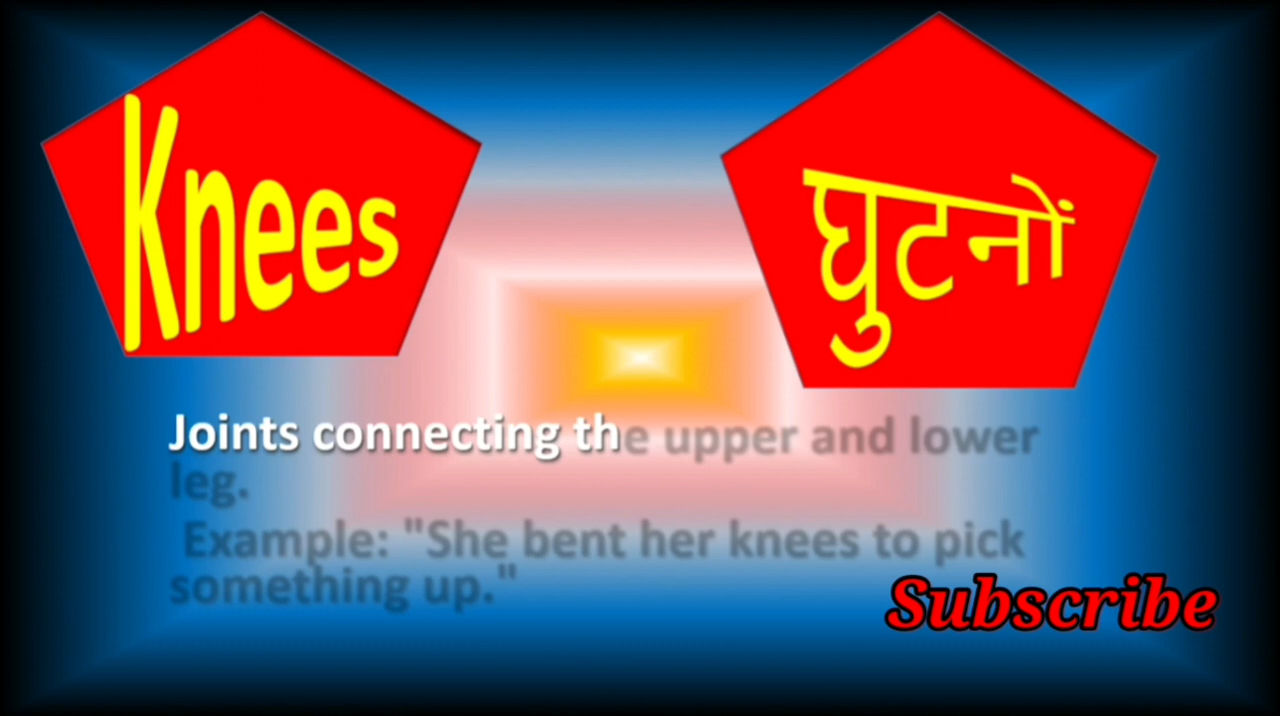 Knees
घुटनों
Joints connecting the upper and lower
leg.
Example: "She bent her knees to pick
something up."
Subscribe